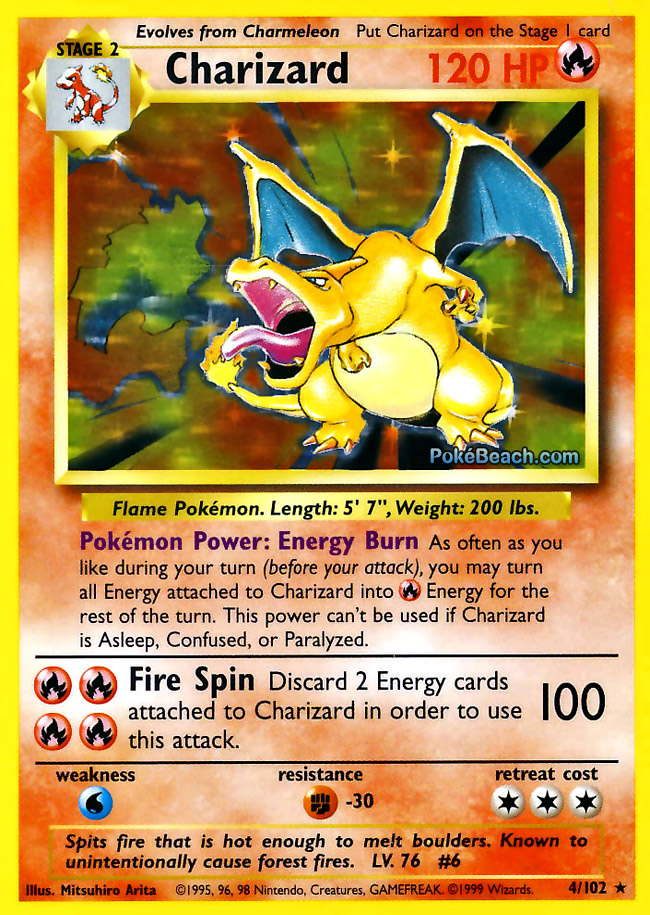 Evolves from Charmeleon Put Charizard on the Stage 1 card
STAGE 2
Charizard 120 HP
PokéBeach.com
Flame Pokémon. Length: 5' 7", Weight: 200 lbs.
Pokémon Power: Energy Burn As often as you
like during your turn (before your attack), you may turn
all Energy attached to Charizard into Energy for the
rest of the turn. This power can't be used if Charizard
is Asleep, Confused, or Paralyzed.
Fire Spin Discard 2 Energy cards
attached to Charizard in order to use 100
this attack.
weakness resistance retreat cost
-30
Spits fire that is hot enough to melt boulders. Known to
unintentionally cause forest fires. LV. 76 #6
Illus. Mitsuhiro Arita ©1995, 96, 98 Nintendo, Creatures, GAMEFREAK. ©1999 Wizards. 4/102 ★